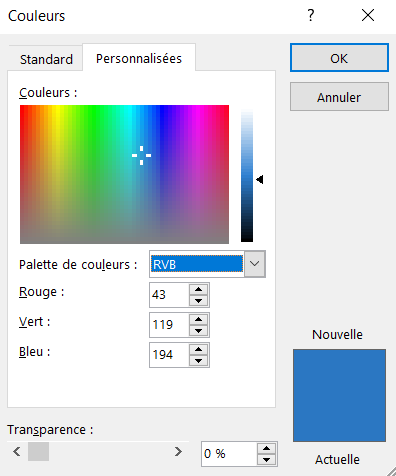 Couleurs ?
Standard
Personnalisées
OK
Annuler
Couleurs :
Palette de couleurs : RVB
Rouge : 43
Vert : 119
Bleu : 194
Nouvelle
Actuelle
Transparence :
0 %